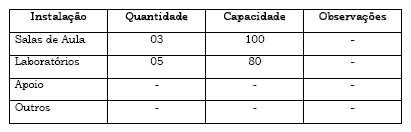 Instalação Quantidade Capacidade Observações
Salas de Aula 03 100 -
Laboratórios 05 80 -
Apoio - - -
Outros - - -